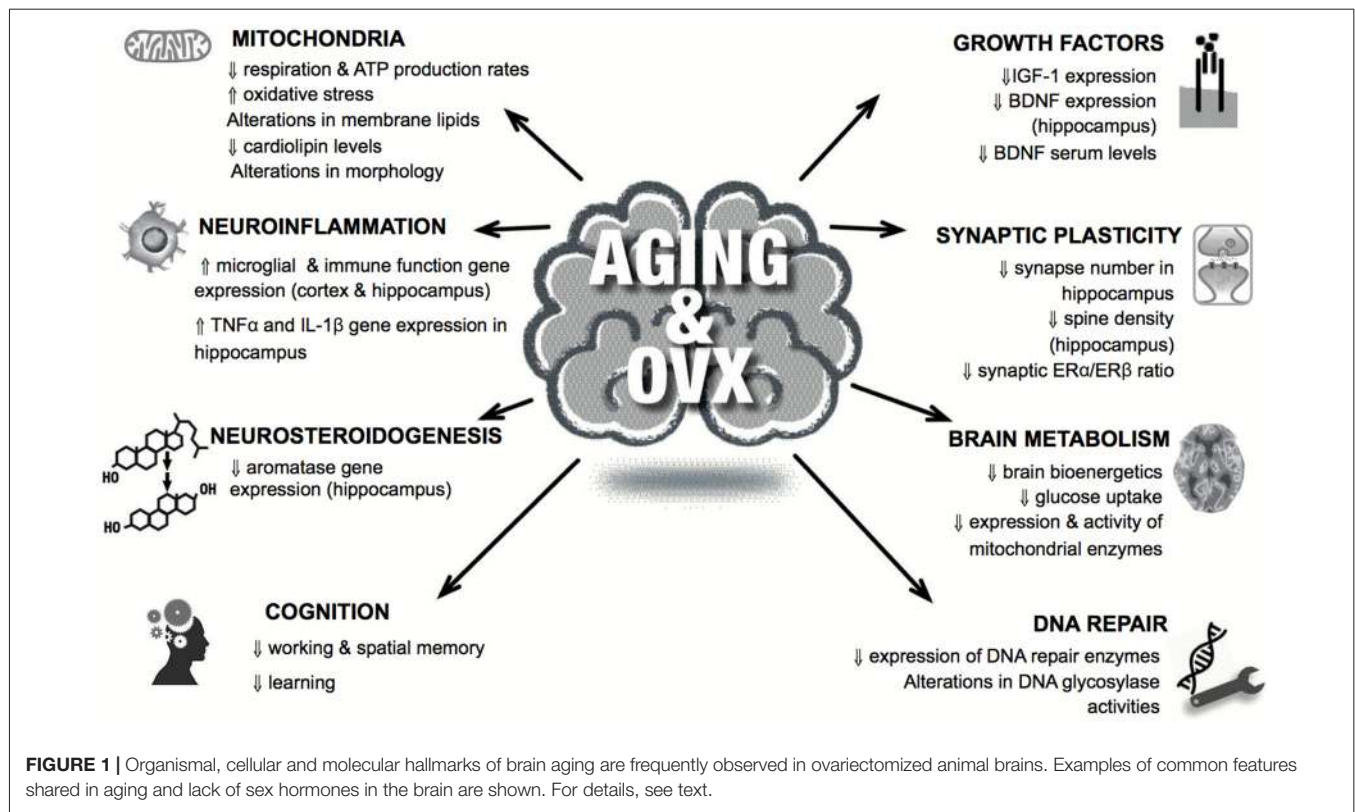 MITOCHONDRIA
⇓ respiration & ATP production rates
⇑ oxidative stress
Alterations in membrane lipids
⇓ cardiolipin levels
Alterations in morphology
NEUROINFLAMMATION
⇑ microglial & immune function gene
expression (cortex & hippocampus)
⇑ TNFα and IL-1β gene expression in
hippocampus
NEUROSTEROIDOGENESIS
⇓ aromatase gene
expression (hippocampus)
HO
OH
HO
COGNITION
⇓ working & spatial memory
⇓ learning
AGING
&
OVX
GROWTH FACTORS
⇓IGF-1 expression
⇓ BDNF expression
(hippocampus)
⇓ BDNF serum levels
SYNAPTIC PLASTICITY
⇓ synapse number in
hippocampus
⇓ spine density
(hippocampus)
⇓ synaptic ERα/ERβ ratio
BRAIN METABOLISM
⇓ brain bioenergetics
⇓ glucose uptake
⇓ expression & activity of
mitochondrial enzymes
DNA REPAIR
⇓ expression of DNA repair enzymes
Alterations in DNA glycosylase
activities
FIGURE 1 | Organismal, cellular and molecular hallmarks of brain aging are frequently observed in ovariectomized animal brains. Examples of common features
shared in aging and lack of sex hormones in the brain are shown. For details, see text.